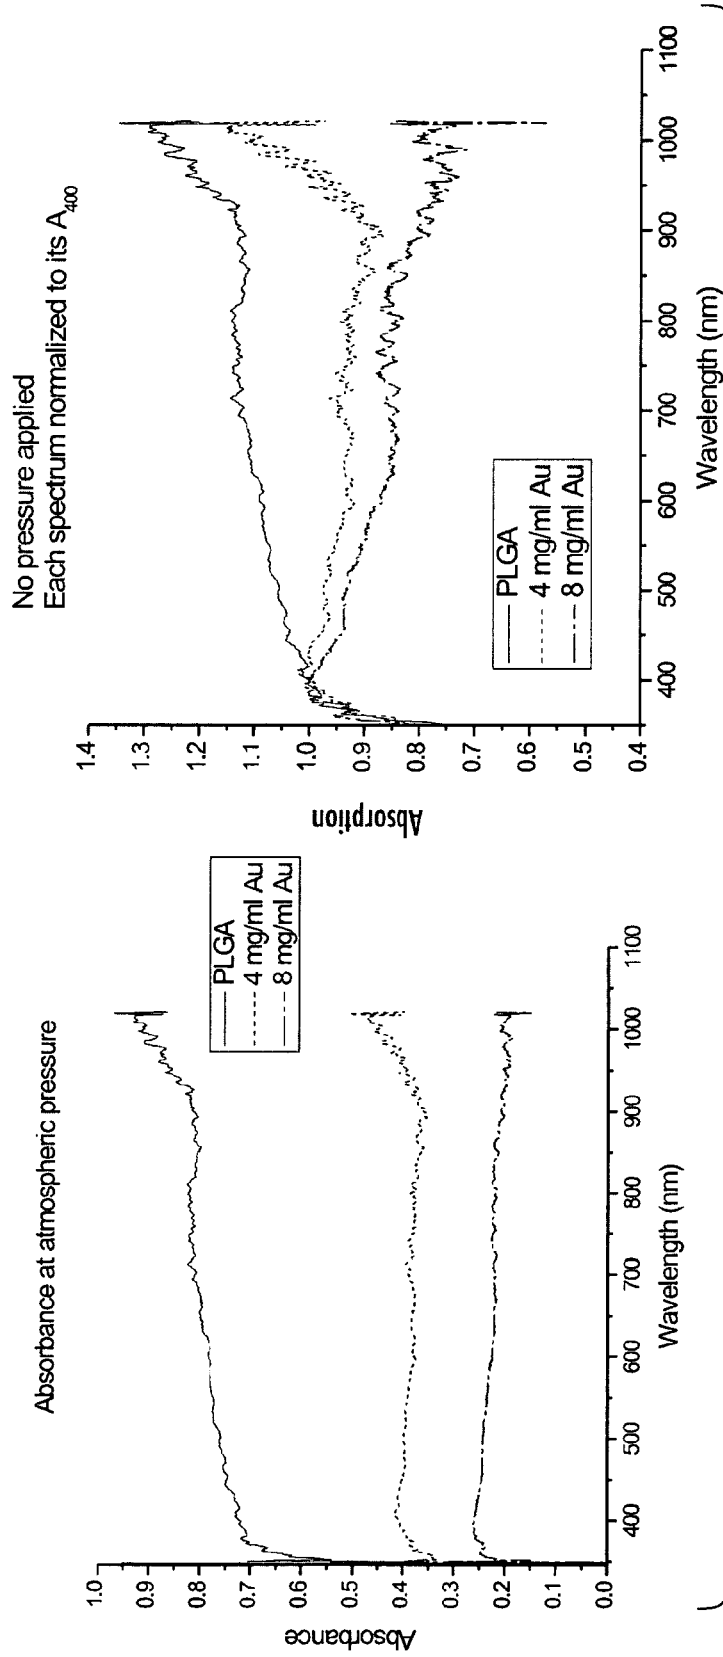 Absorbance at atmospheric pressure
PLGA
4 mg/ml Au
8 mg/ml Au
1.0
0.9
0.8
0.7
0.6
0.5
0.4
0.3
0.2
0.1
0.0
Absorbance
400
500
600
700
800
900
1000
1100
Wavelength (nm)
No pressure applied
Each spectrum normalized to its A400
1.4
1.3
1.2
1.1
1.0
0.9
0.8
0.7
0.6
0.5
0.4
Absorption
PLGA
4 mg/ml Au
8 mg/ml Au
400
500
600
700
800
900
1000
1100
Wavelength (nm)